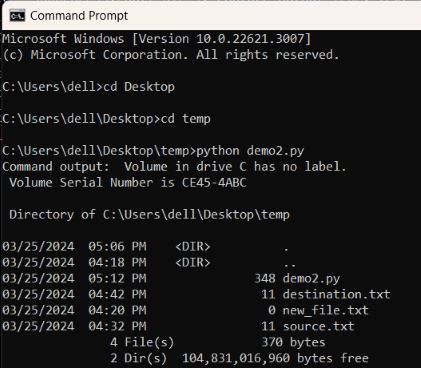 Command Prompt
Microsoft Windows [Version 10.0.22621.3007]
(c) Microsoft Corporation. All rights reserved.
C:\Users\dell>cd Desktop
C:\Users\dell\Desktop>cd temp
C:\Users\dell\Desktop\temp>python demo2.py
Command output:  Volume in drive C has no label.
 Volume Serial Number is CE45-4ABC
 Directory of C:\Users\dell\Desktop\temp
03/25/2024  05:06 PM    <DIR>          .
03/25/2024  04:18 PM    <DIR>          ..
03/25/2024  05:12 PM               348 demo2.py
03/25/2024  04:42 PM                11 destination.txt
03/25/2024  04:20 PM                 0 new_file.txt
03/25/2024  04:32 PM                11 source.txt
               4 File(s)            370 bytes
               2 Dir(s)  104,831,016,960 bytes free